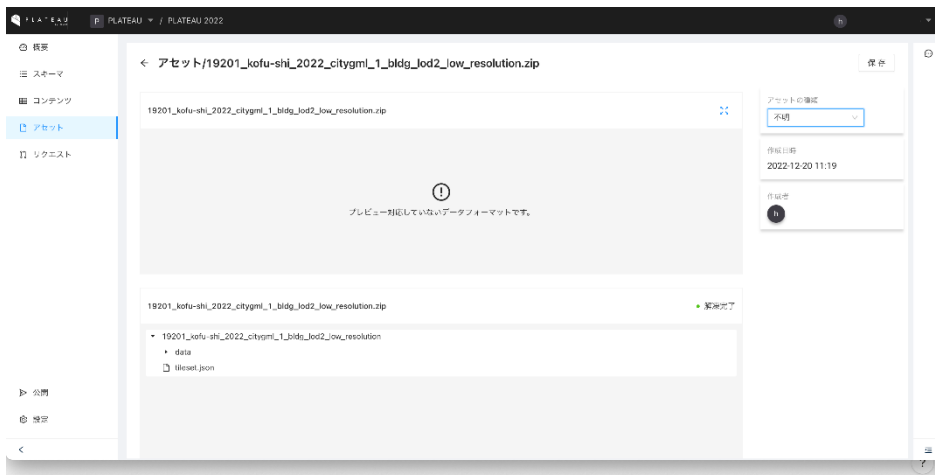 PLATEAU
P PLATEAU / PLATEAU 2022
h
概要
スキーマ
コンテンツ
アセット
リクエスト
公開
設定
← アセット/19201_kofu-shi_2022_citygml_1_bldg_lod2_low_resolution.zip
保存
19201_kofu-shi_2022_citygml_1_bldg_lod2_low_resolution.zip
プレビュー対応していないデータフォーマットです。
19201_kofu-shi_2022_citygml_1_bldg_lod2_low_resolution.zip
解凍完了
19201_kofu-shi_2022_citygml_1_bldg_lod2_low_resolution
data
tileset.json
アセットの種類
不明
作成日時
2022-12-20 11:19
作成者
h
?